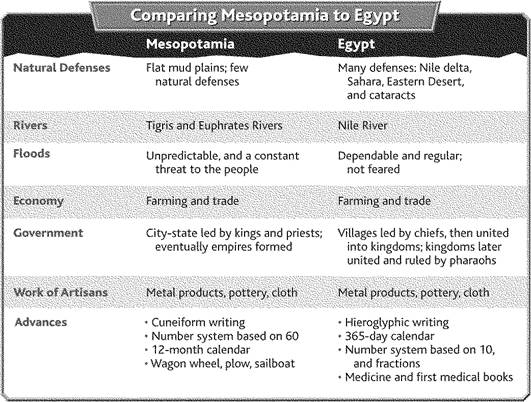 Comparing Mesopotamia to Egypt
Mesopotamia Egypt
Natural Defenses
Flat mud plains; few
natural defenses
Many defenses: Nile delta,
Sahara, Eastern Desert,
and cataracts
Rivers
Tigris and Euphrates Rivers
Nile River
Floods
Unpredictable, and a constant
threat to the people
Dependable and regular;
not feared
Economy
Farming and trade
Farming and trade
Government
City-state led by kings and priests;
eventually empires formed
Villages led by chiefs, then united
into kingdoms; kingdoms later
united and ruled by pharaohs
Work of Artisans
Metal products, pottery, cloth
Metal products, pottery, cloth
Advances
• Cuneiform writing
• Number system based on 60
• 12-month calendar
• Wagon wheel, plow, sailboat
• Hieroglyphic writing
• 365-day calendar
• Number system based on 10,
and fractions
• Medicine and first medical books